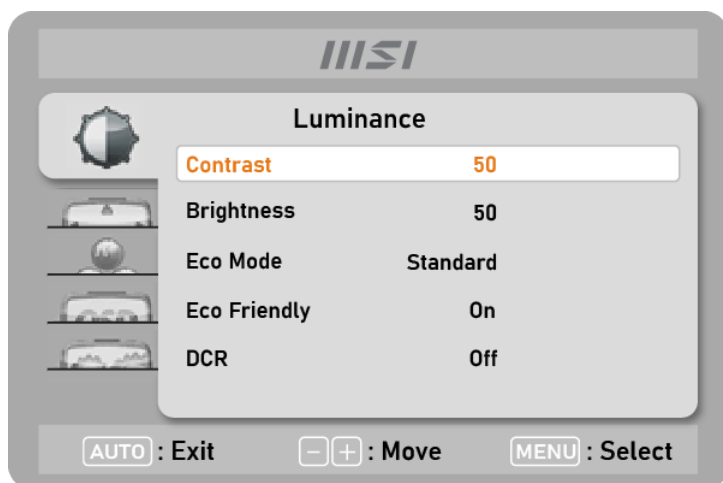 msi
Luminance
Contrast 50
Brightness 50
Eco Mode Standard
Eco Friendly On
DCR Off
AUTO : Exit - + : Move MENU : Select